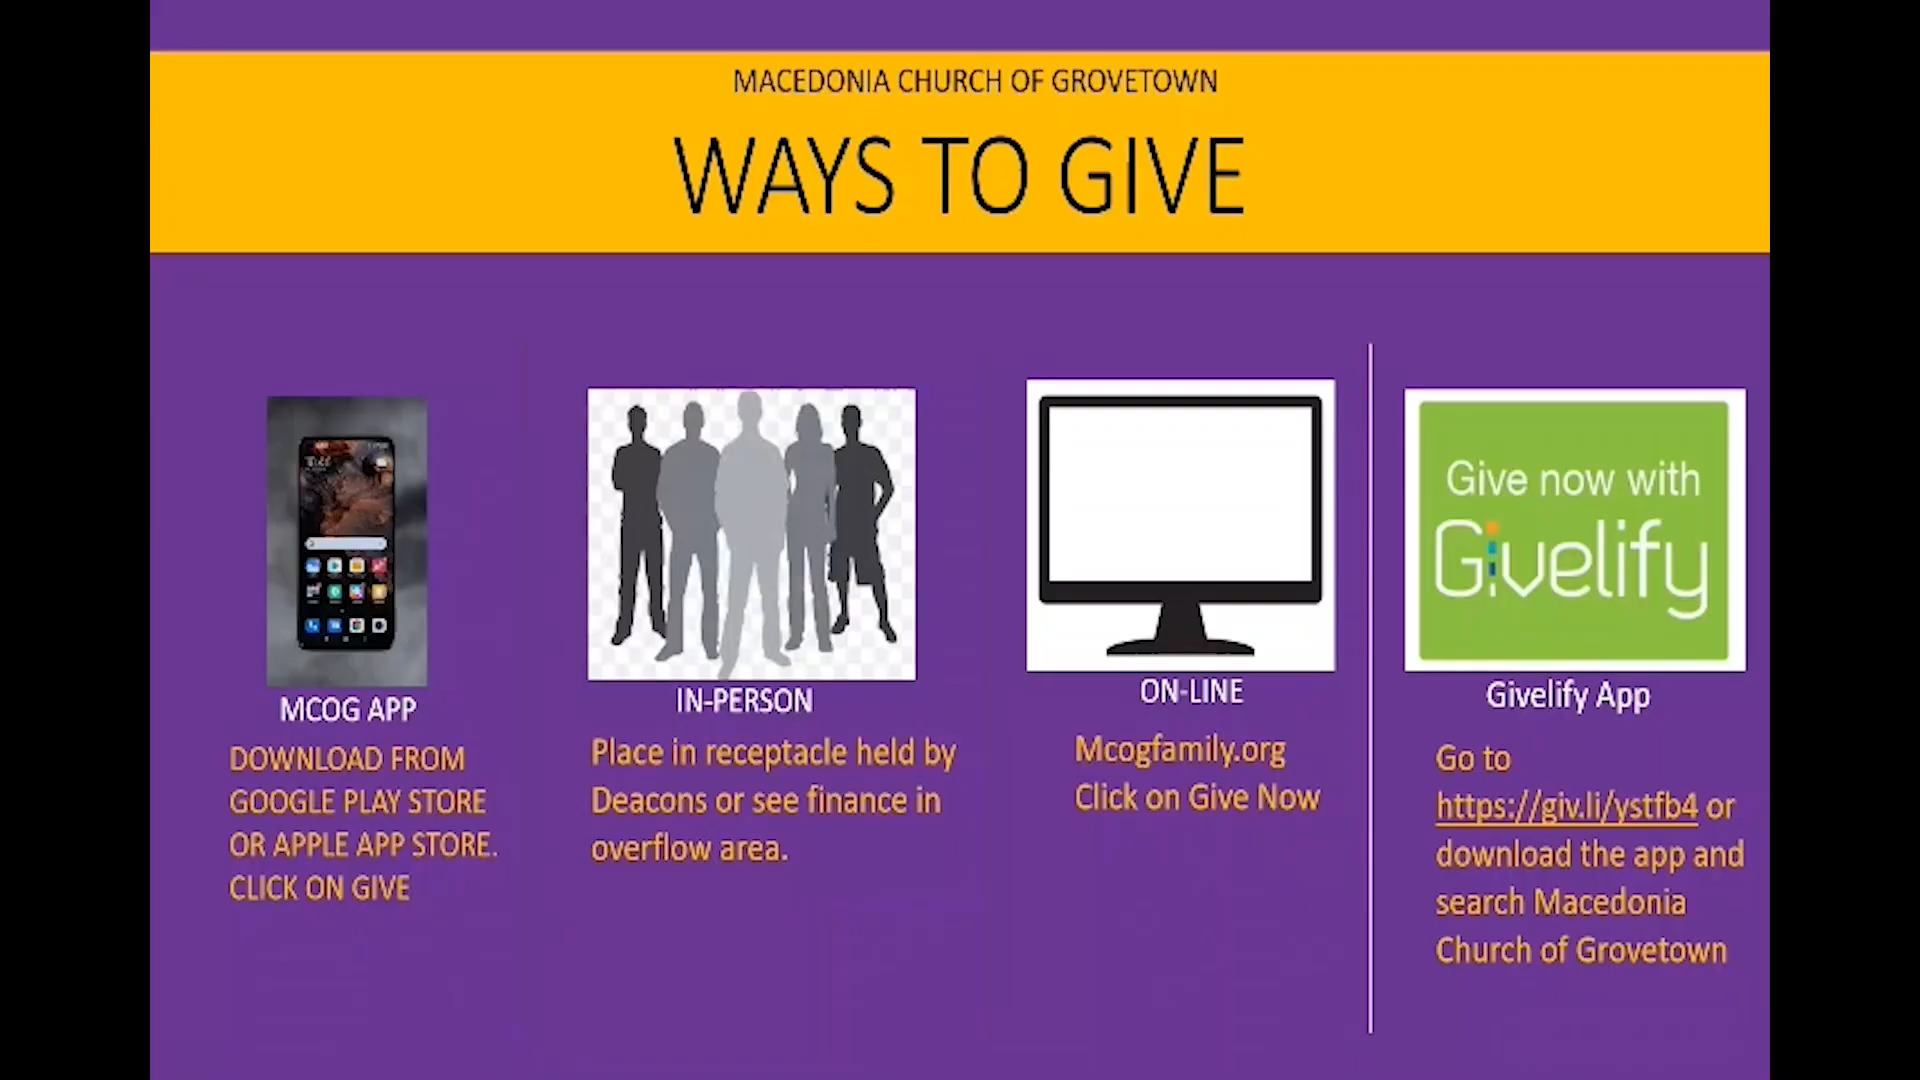 MACEDONIA CHURCH OF GROVETOWN
WAYS TO GIVE
MCOG APP
DOWNLOAD FROM
GOOGLE PLAY STORE
OR APPLE APP STORE.
CLICK ON GIVE
IN-PERSON
Place in receptacle held by
Deacons or see finance in
overflow area.
ON-LINE
Mcogfamily.org
Click on Give Now
Give now with
Givelify
Givelify App
Go to
https://giv.li/ystfb4 or
download the app and
search Macedonia
Church of Grovetown